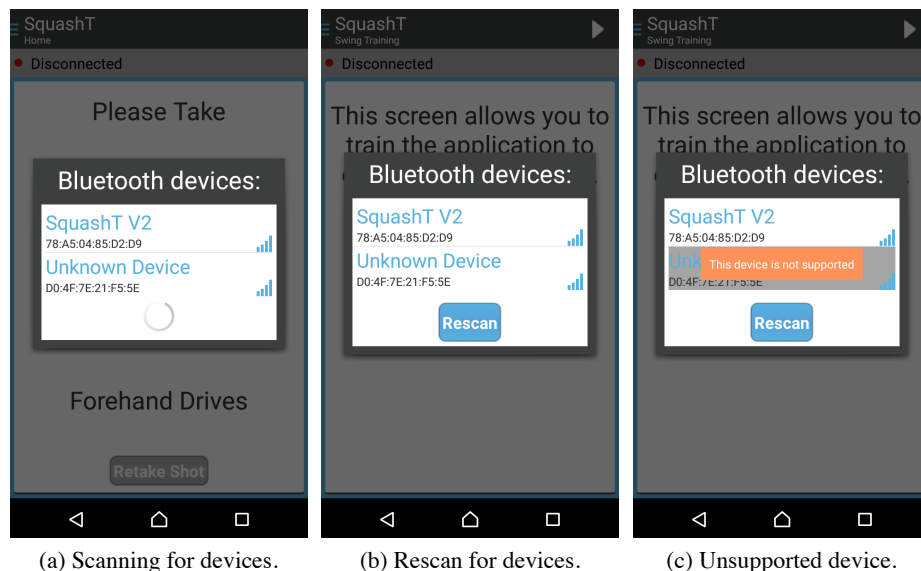 SquashT
Home
Disconnected
Please Take
Bluetooth devices:
SquashT V2
78:A5:04:85:D2:D9
Unknown Device
D0:4F:7E:21:F5:5E
Forehand Drives
Retake Shot
(a) Scanning for devices.
SquashT
Swing Training
Disconnected
This screen allows you to
train the application to
Bluetooth devices:
SquashT V2
78:A5:04:85:D2:D9
Unknown Device
D0:4F:7E:21:F5:5E
Rescan
(b) Rescan for devices.
SquashT
Swing Training
Disconnected
This screen allows you to
train the application to
Bluetooth devices:
SquashT V2
78:A5:04:85:D2:D9
This device is not supported
D0:4F:7E:21:F5:5E
Rescan
(c) Unsupported device.